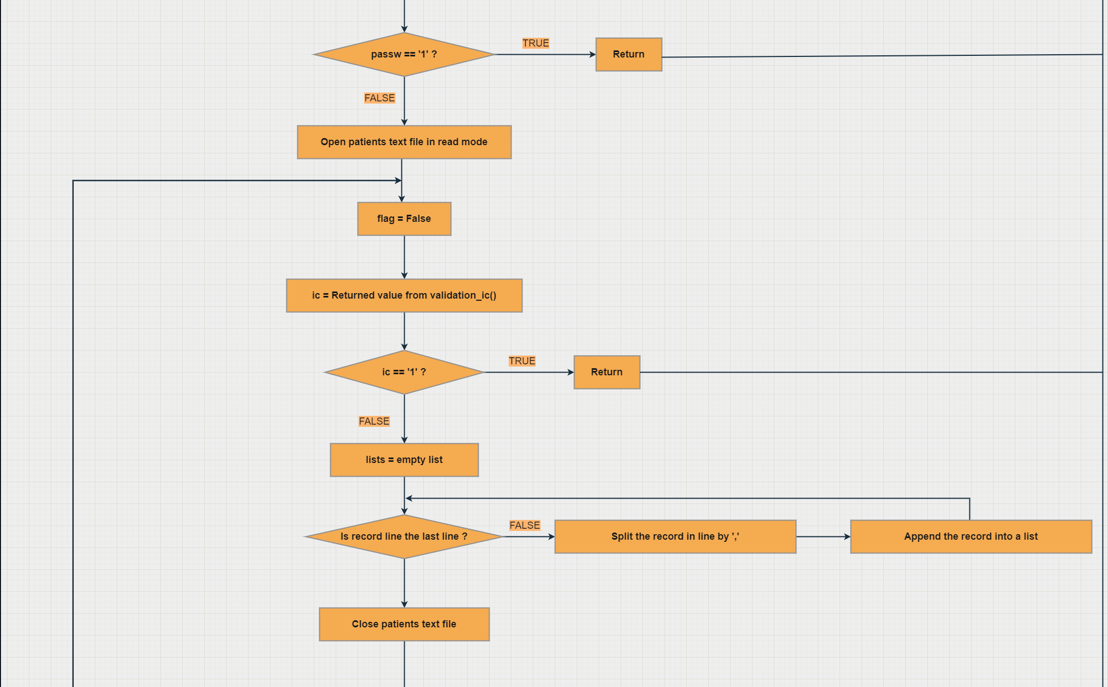 passw == '1' ?
TRUE
Return
FALSE
Open patients text file in read mode
flag = False
ic = Returned value from validation_ic()
ic == '1' ?
TRUE
Return
FALSE
lists = empty list
Is record line the last line ?
FALSE
Split the record in line by ','
Append the record into a list
Close patients text file